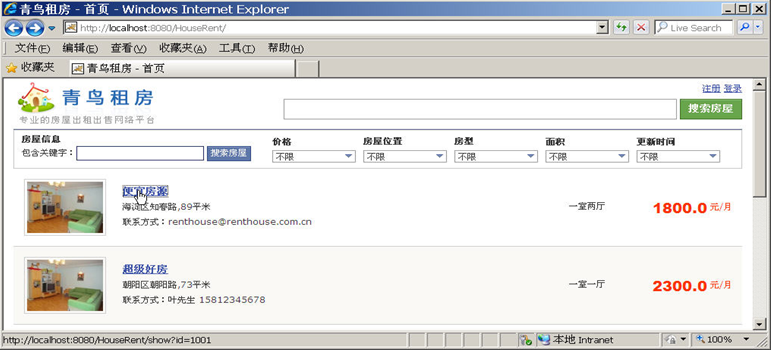 青鸟租房 - 首页 - Windows Internet Explorer
http://localhost:8080/HouseRent/
Live Search
文件(F) 编辑(E) 查看(V) 收藏夹(A) 工具(T) 帮助(H)
收藏夹 青鸟租房 - 首页
注册 登录
青鸟租房
搜索房屋
专业的房屋出租出售网络平台
房屋信息 价格 房屋位置 房型 面积 更新时间
包含关键字： 搜索房屋 不限 不限 不限 不限 不限
便宜房源
海淀区知春路,89平米 一室两厅 1800.0 元/月
联系方式：renthouse@renthouse.com.cn
超级好房
朝阳区朝阳路,73平米 一室一厅 2300.0 元/月
联系方式：叶先生 15812345678
http://localhost:8080/HouseRent/show?id=1001 本地 Intranet 100%